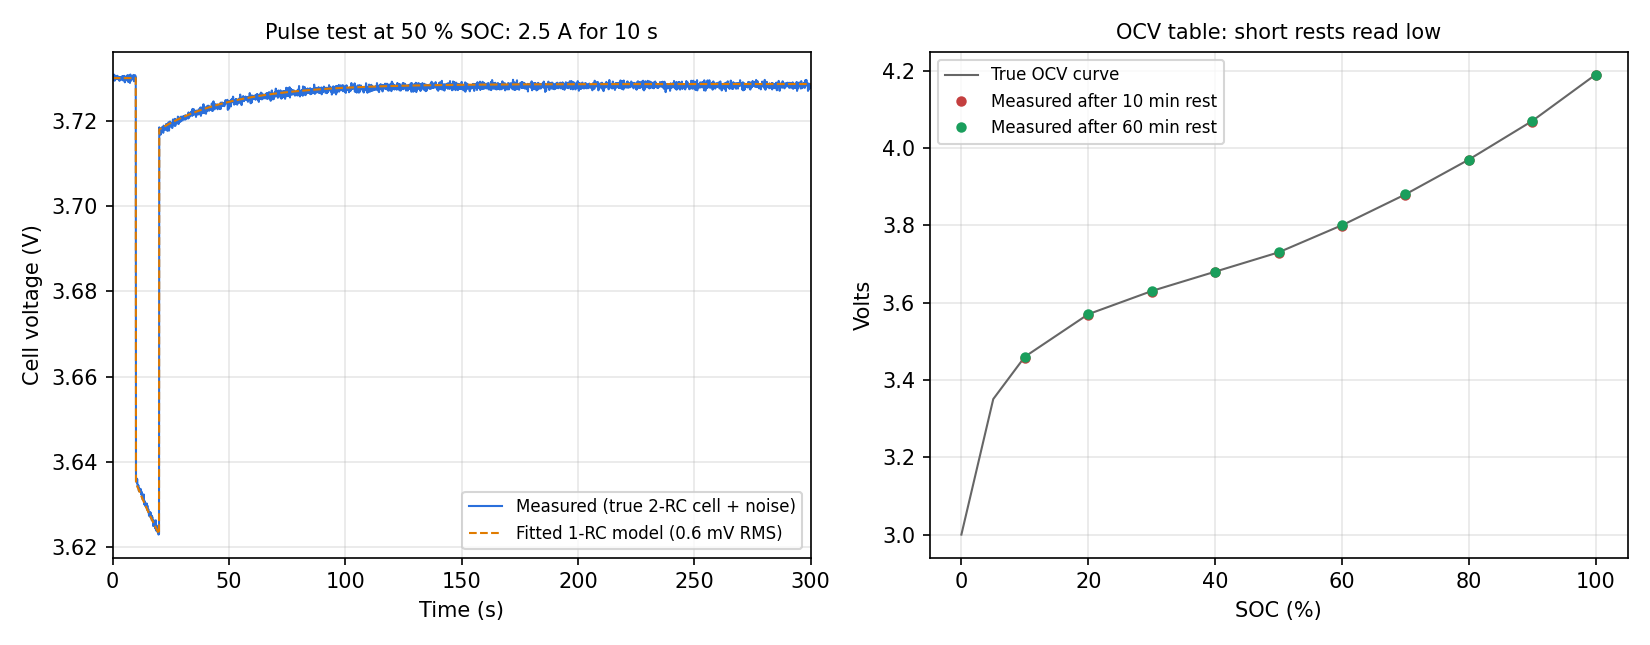 Pulse test at 50 % SOC: 2.5 A for 10 s
Cell voltage (V)
3.72
3.70
3.68
3.66
3.64
3.62
0
50
100
150
200
250
300
Time (s)
Measured (true 2-RC cell + noise)
Fitted 1-RC model (0.6 mV RMS)
OCV table: short rests read low
Volts
4.2
4.0
3.8
3.6
3.4
3.2
3.0
0
20
40
60
80
100
SOC (%)
True OCV curve
Measured after 10 min rest
Measured after 60 min rest